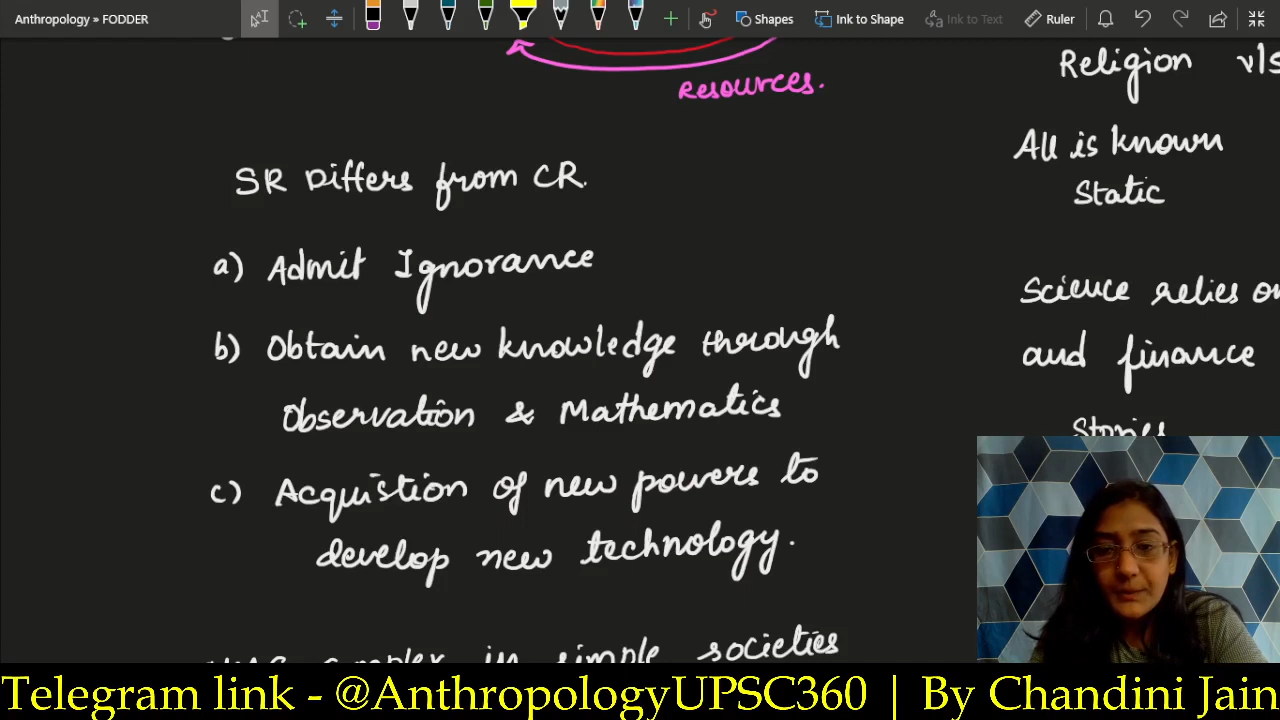 Anthropology » FODDER
Shapes
Ink to Shape
Ink to Text
Ruler
Resources.
SR Differs from CR.
a) Admit Ignorance
b) Obtain new knowledge through
Observation & Mathematics
c) Acquistion of new powers to
develop new technology.
in simple societies
Religion v/s
All is known
Static
Science relies on
and finance
Stories
Telegram link - @AnthropologyUPSC360 | By Chandini Jain